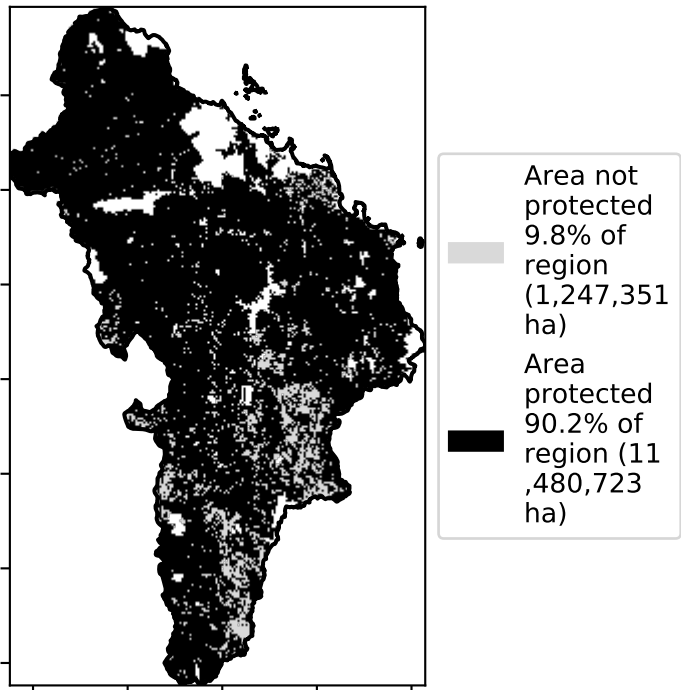 Area not
protected
9.8% of
region
(1,247,351
ha)
Area
protected
90.2% of
region (11
,480,723
ha)